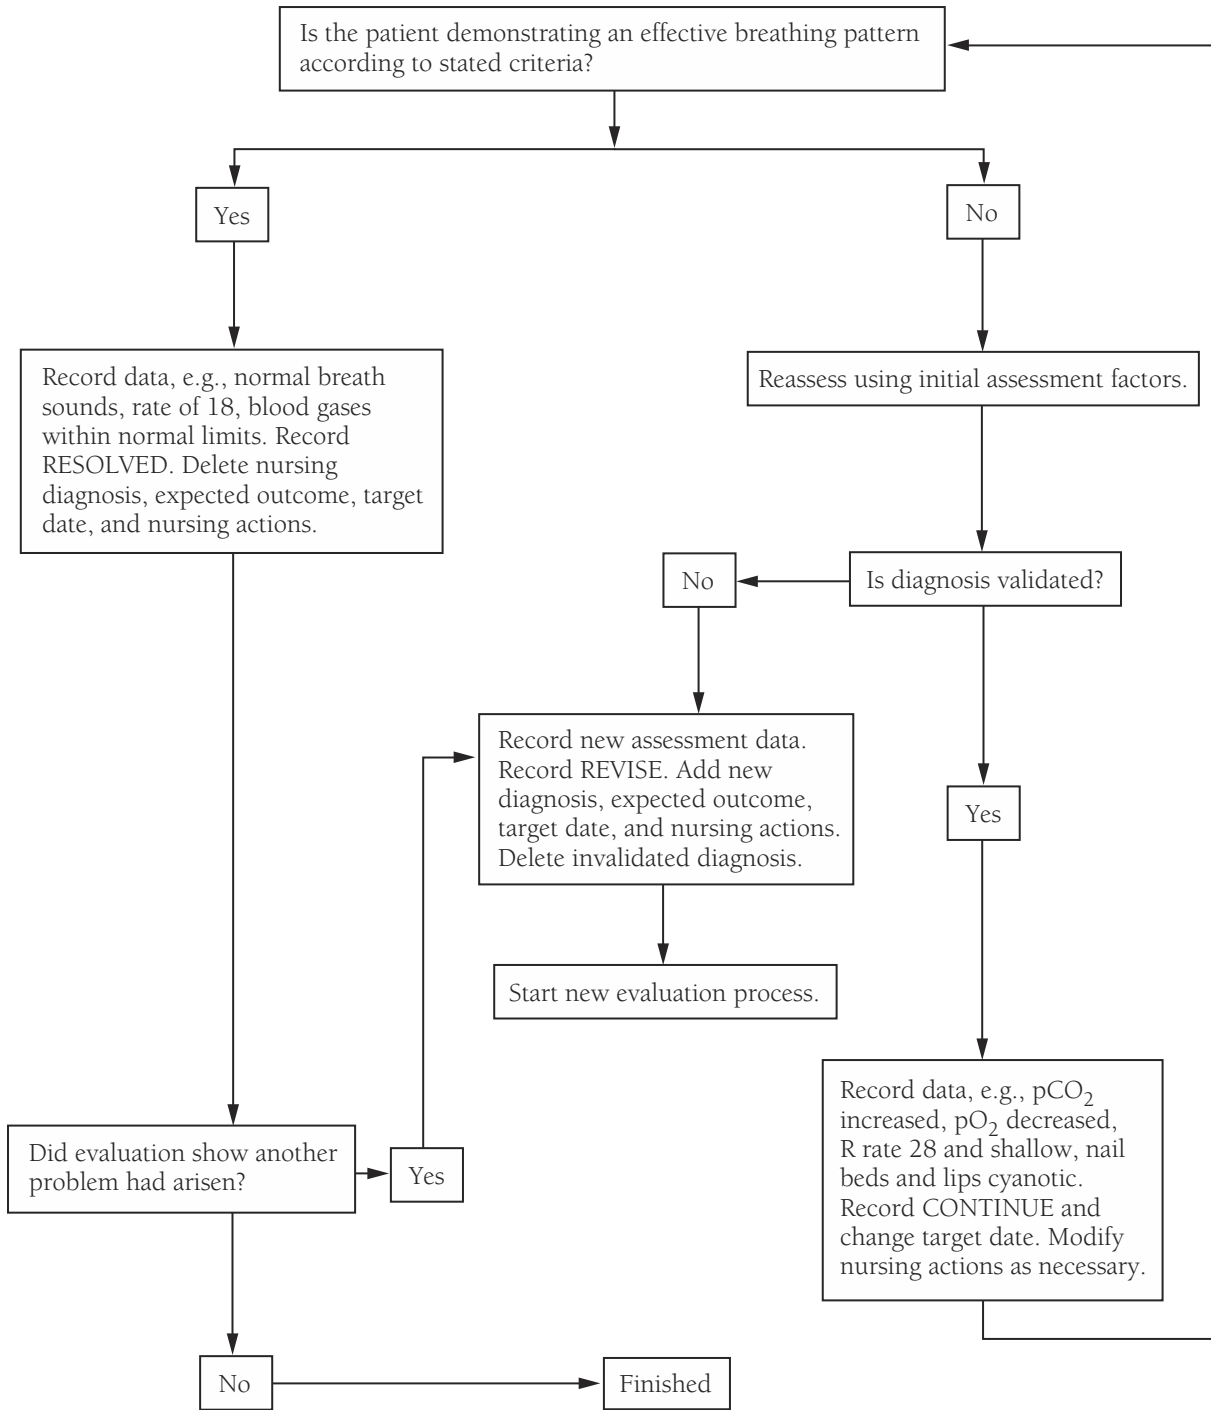 Is the patient demonstrating an effective breathing pattern
according to stated criteria?
Yes
No
Record data, e.g., normal breath
sounds, rate of 18, blood gases
within normal limits. Record
RESOLVED. Delete nursing
diagnosis, expected outcome, target
date, and nursing actions.
Reassess using initial assessment factors.
No
Is diagnosis validated?
Record new assessment data.
Record REVISE. Add new
diagnosis, expected outcome,
target date, and nursing actions.
Delete invalidated diagnosis.
Yes
Start new evaluation process.
Record data, e.g., pCO₂
increased, pO₂ decreased,
R rate 28 and shallow, nail
beds and lips cyanotic.
Record CONTINUE and
change target date. Modify
nursing actions as necessary.
Did evaluation show another
problem had arisen?
Yes
No
Finished